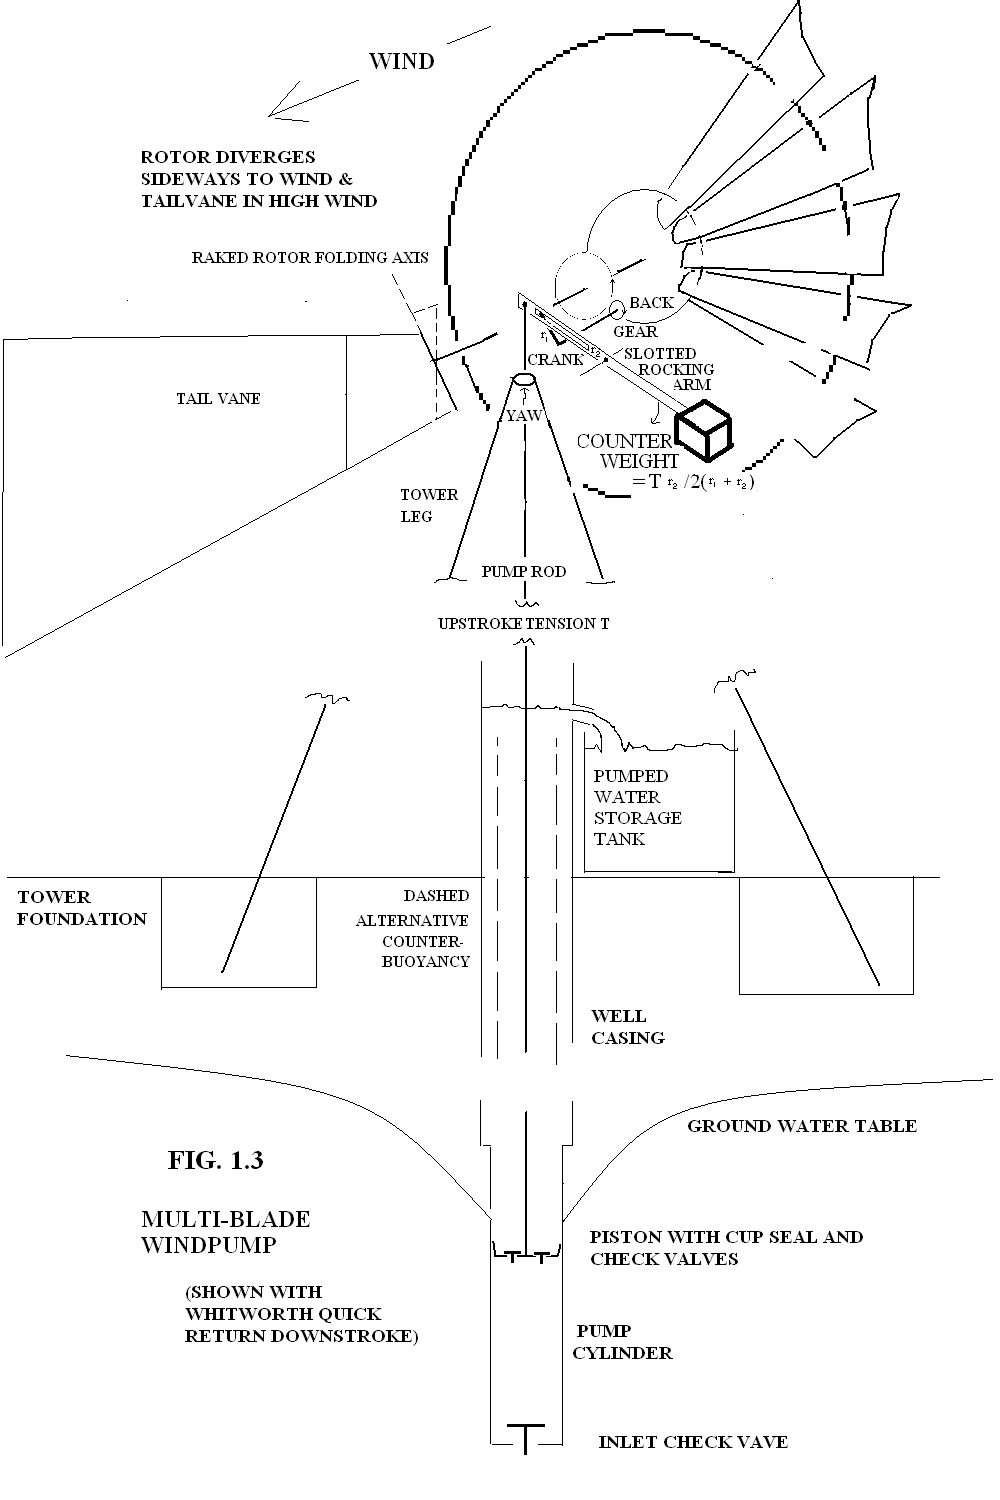 WIND
ROTOR DIVERGES
SIDEWAYS TO WIND &
TAILVANE IN HIGH WIND
RAKED ROTOR FOLDING AXIS
BACK
GEAR
r₁
r₂
CRANK
SLOTTED
ROCKING
ARM
TAIL VANE
YAW
COUNTER
WEIGHT
=T r₂ /2(r₁ + r₂)
TOWER
LEG
PUMP ROD
UPSTROKE TENSION T
PUMPED
WATER
STORAGE
TANK
TOWER
FOUNDATION
DASHED
ALTERNATIVE
COUNTER-
BUOYANCY
WELL
CASING
GROUND WATER TABLE
FIG. 1.3
MULTI-BLADE
WINDPUMP
(SHOWN WITH
WHITWORTH QUICK
RETURN DOWNSTROKE)
PISTON WITH CUP SEAL AND
CHECK VALVES
PUMP
CYLINDER
INLET CHECK VAVE